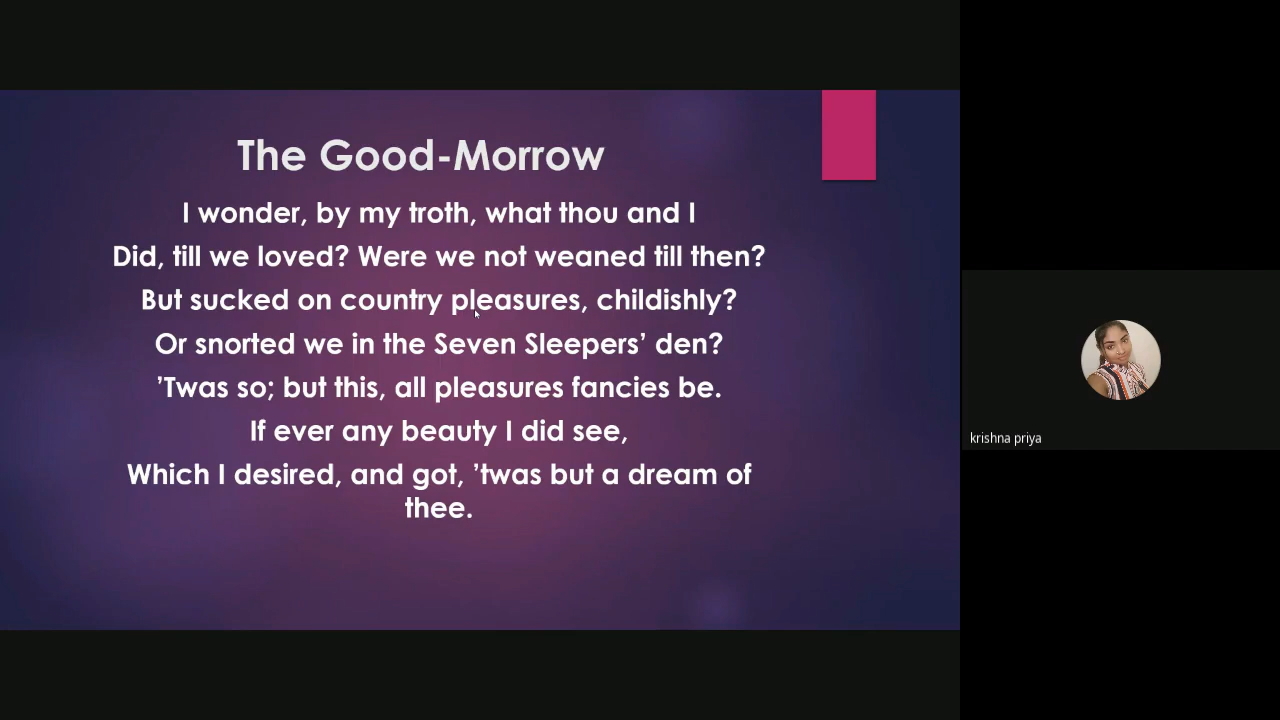 The Good-Morrow
I wonder, by my troth, what thou and I
Did, till we loved? Were we not weaned till then?
But sucked on country pleasures, childishly?
Or snorted we in the Seven Sleepers’ den?
’Twas so; but this, all pleasures fancies be.
If ever any beauty I did see,
Which I desired, and got, ’twas but a dream of
thee.
krishna priya